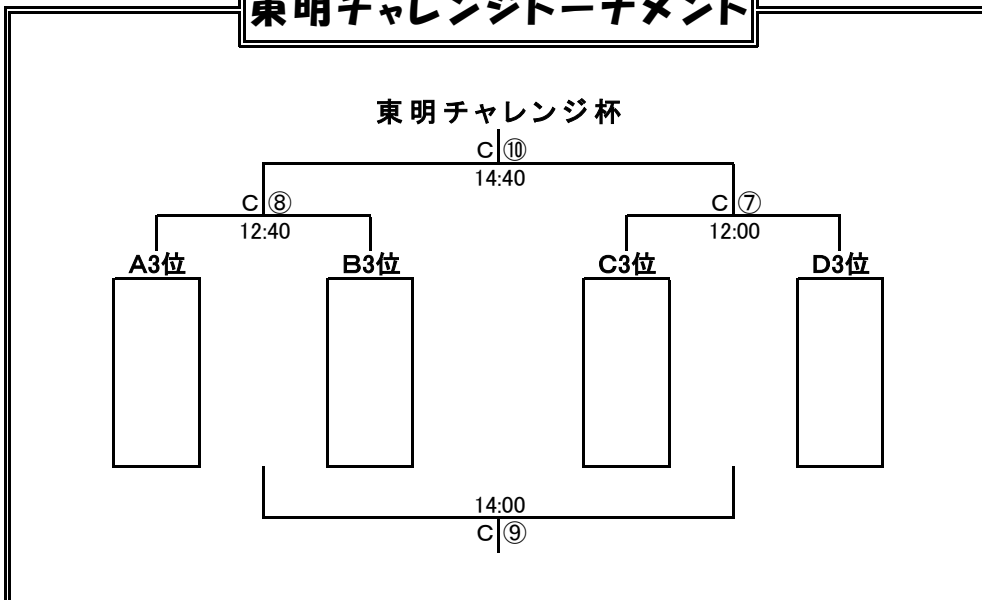 東明チャレンジトーナメント
東明チャレンジ杯
C ⑩
14:40
C ⑧
C ⑦
12:40
12:00
A3位
B3位
C3位
D3位
14:00
C ⑨